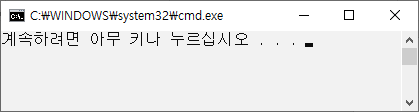 C:₩WINDOWS₩system32₩cmd.exe
계속하려면 아무 키나 누르십시오 . . .